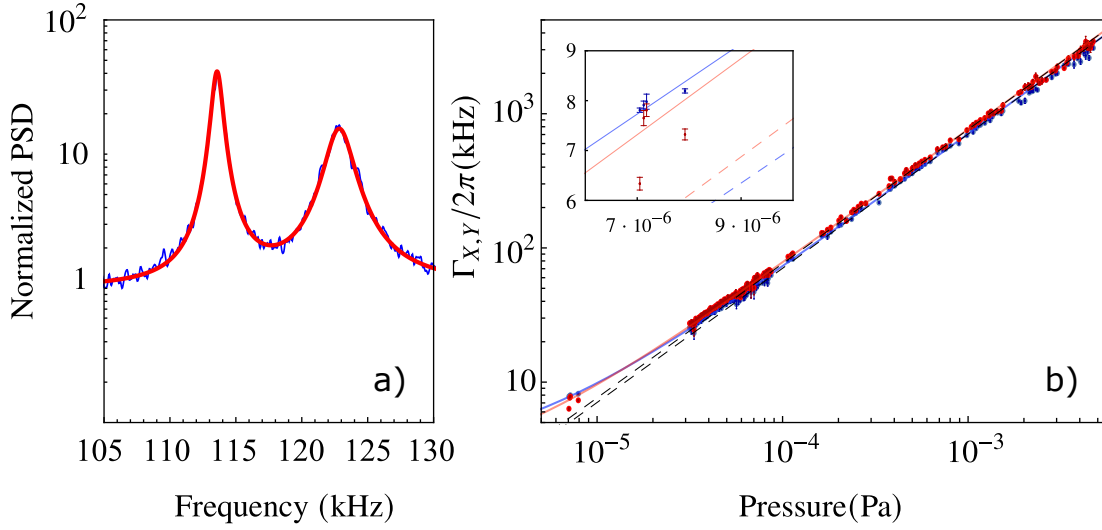 10²
10
1
Normalized PSD
a)
105 110 115 120 125 130
Frequency (kHz)
Γ_{X,Y}/2π(kHz)
10³
10²
10
9
8
7
6
7 · 10⁻⁶ 9 · 10⁻⁶
b)
10⁻⁵ 10⁻⁴ 10⁻³
Pressure(Pa)